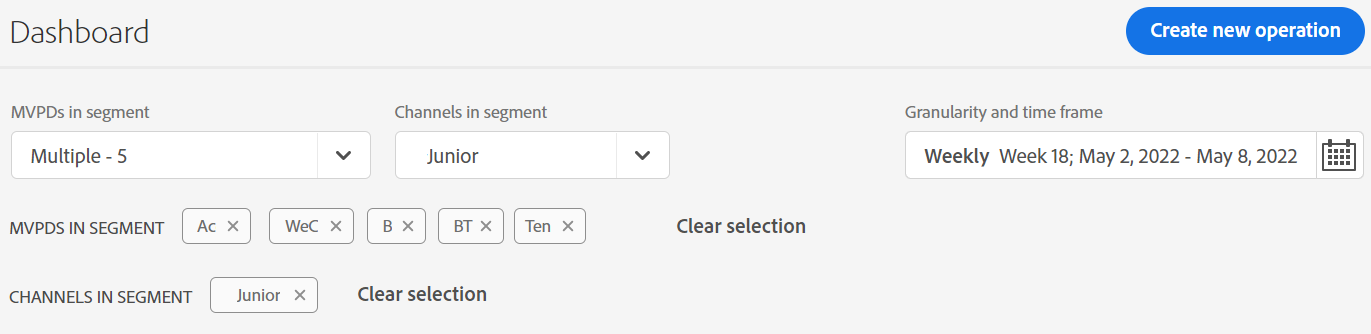 Dashboard
Create new operation
MVPDs in segment
Channels in segment
Granularity and time frame
Multiple - 5
Junior
Weekly Week 18; May 2, 2022 - May 8, 2022
MVPDS IN SEGMENT Ac × WeC × B × BT × Ten × Clear selection
CHANNELS IN SEGMENT Junior × Clear selection